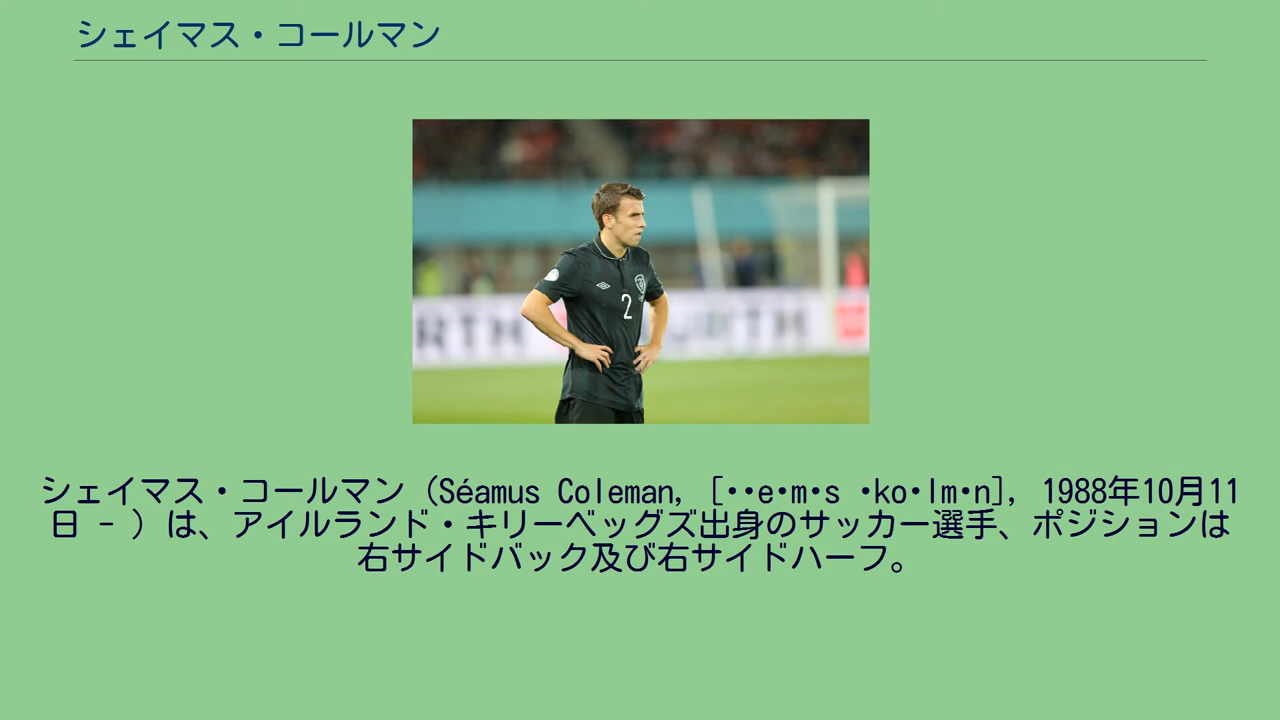 シェイマス・コールマン
2
シェイマス・コールマン（Séamus Coleman, [••e•m•s •ko•lm•n], 1988年10月11
日 - ）は、アイルランド・キリーベッグズ出身のサッカー選手、ポジションは
右サイドバック及び右サイドハーフ。